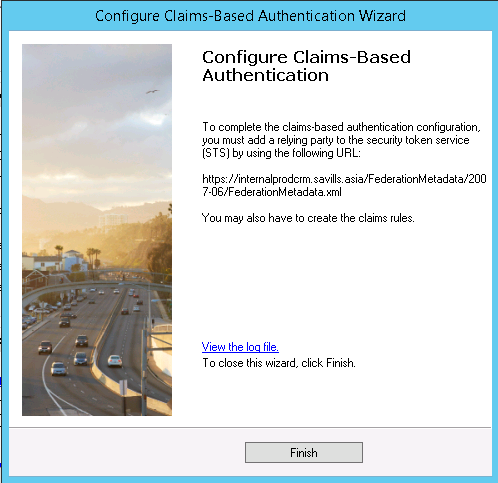 Configure Claims-Based Authentication Wizard
Configure Claims-Based
Authentication
To complete the claims-based authentication configuration,
you must add a relying party to the security token service
(STS) by using the following URL:
https://internalprodcrm.savills.asia/FederationMetadata/200
7-06/FederationMetadata.xml
You may also have to create the claims rules.
View the log file.
To close this wizard, click Finish.
Finish